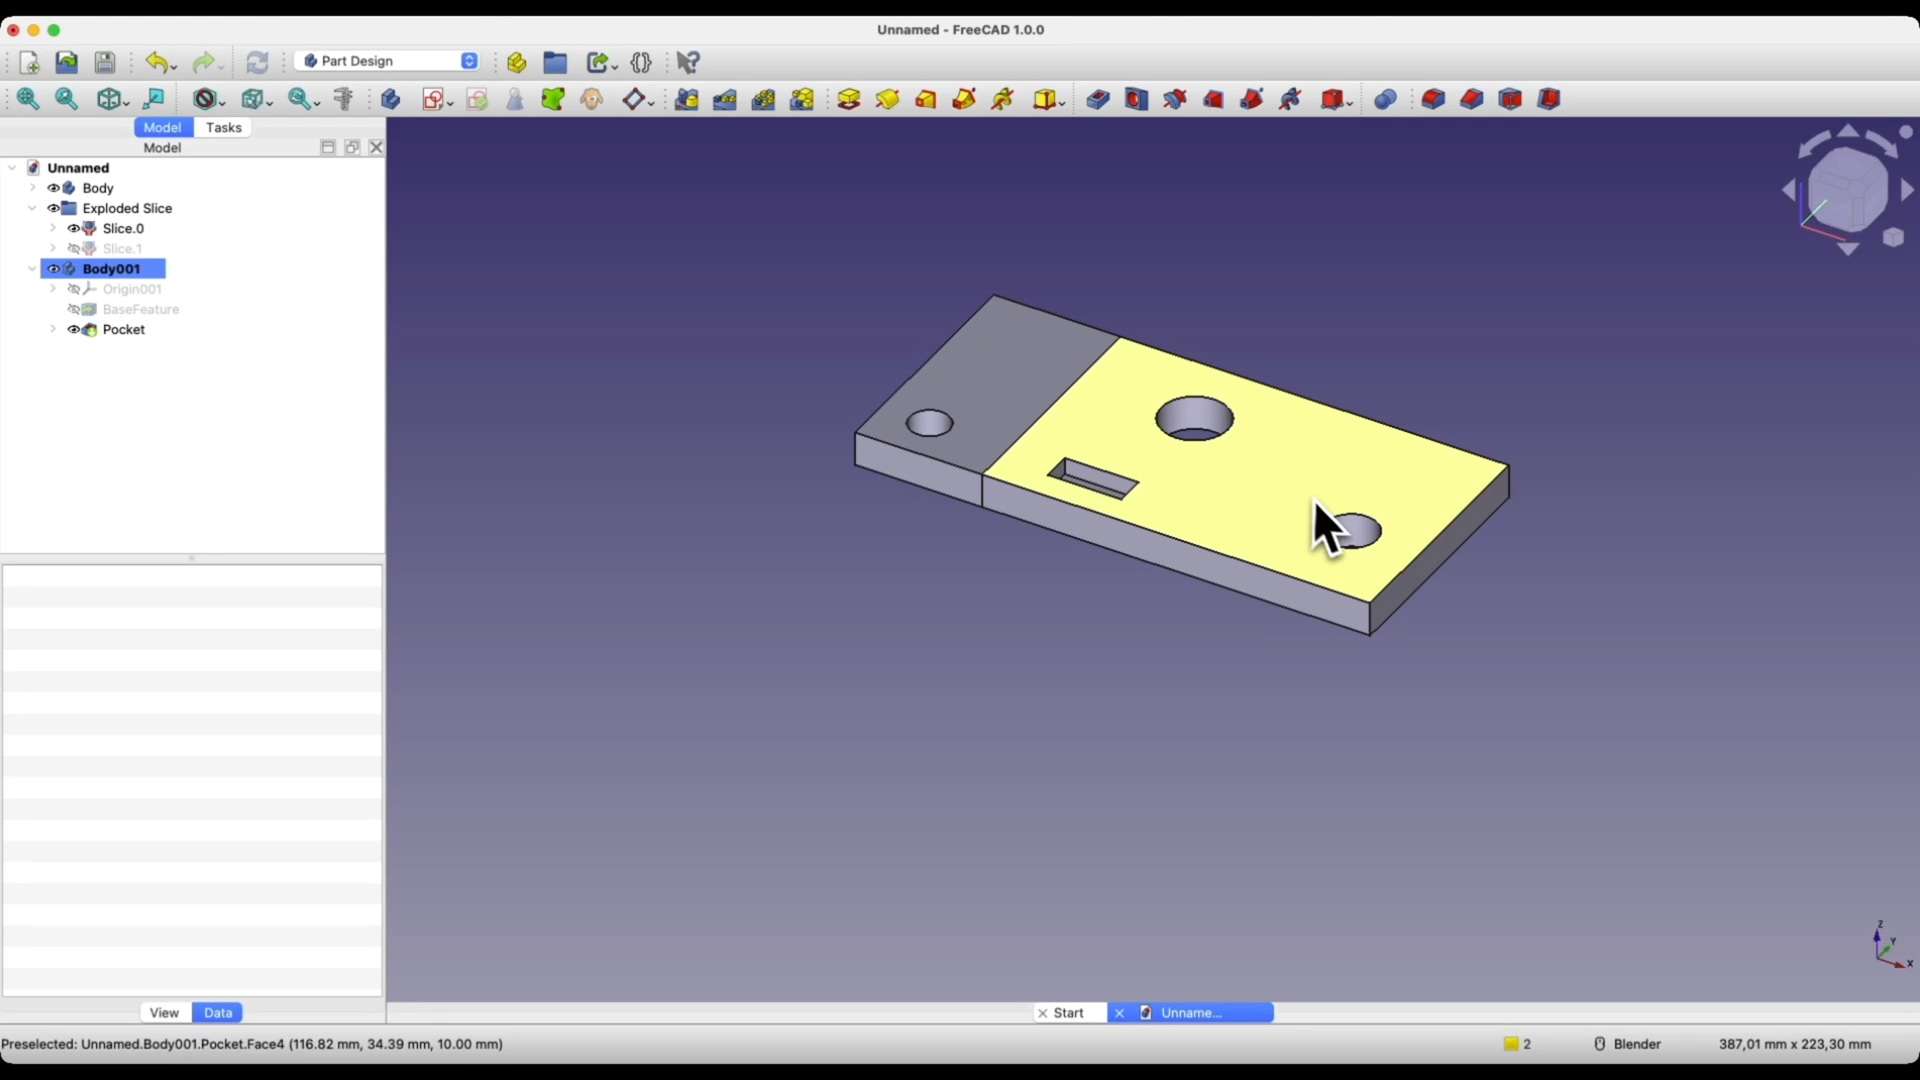 Unnamed - FreeCAD 1.0.0
Part Design
Model
Tasks
Model
Unnamed
Body
Exploded Slice
Slice.0
Slice.1
Body001
Origin001
BaseFeature
Pocket
Z
Y
X
View
Data
Start
Unname...
Preselected: Unnamed.Body001.Pocket.Face4 (116.82 mm, 34.39 mm, 10.00 mm)
2
Blender
387,01 mm x 223,30 mm